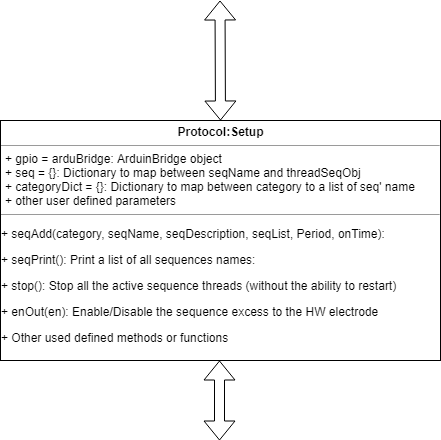 Protocol:Setup
+ gpio = arduBridge: ArduinBridge object
+ seq = {}: Dictionary to map between seqName and threadSeqObj
+ categoryDict = {}: Dictionary to map between category to a list of seq' name
+ other user defined parameters
+ seqAdd(category, seqName, seqDescription, seqList, Period, onTime):
+ seqPrint(): Print a list of all sequences names:
+ stop(): Stop all the active sequence threads (without the ability to restart)
+ enOut(en): Enable/Disable the sequence excess to the HW electrode
+ Other used defined methods or functions